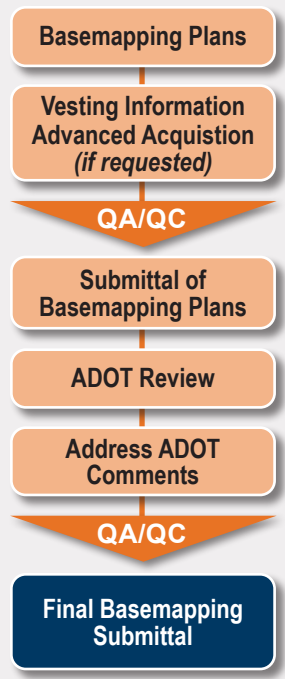 Basemapping Plans
Vesting Information
Advanced Acquistion
(if requested)
QA/QC
Submittal of
Basemapping Plans
ADOT Review
Address ADOT
Comments
QA/QC
Final Basemapping
Submittal